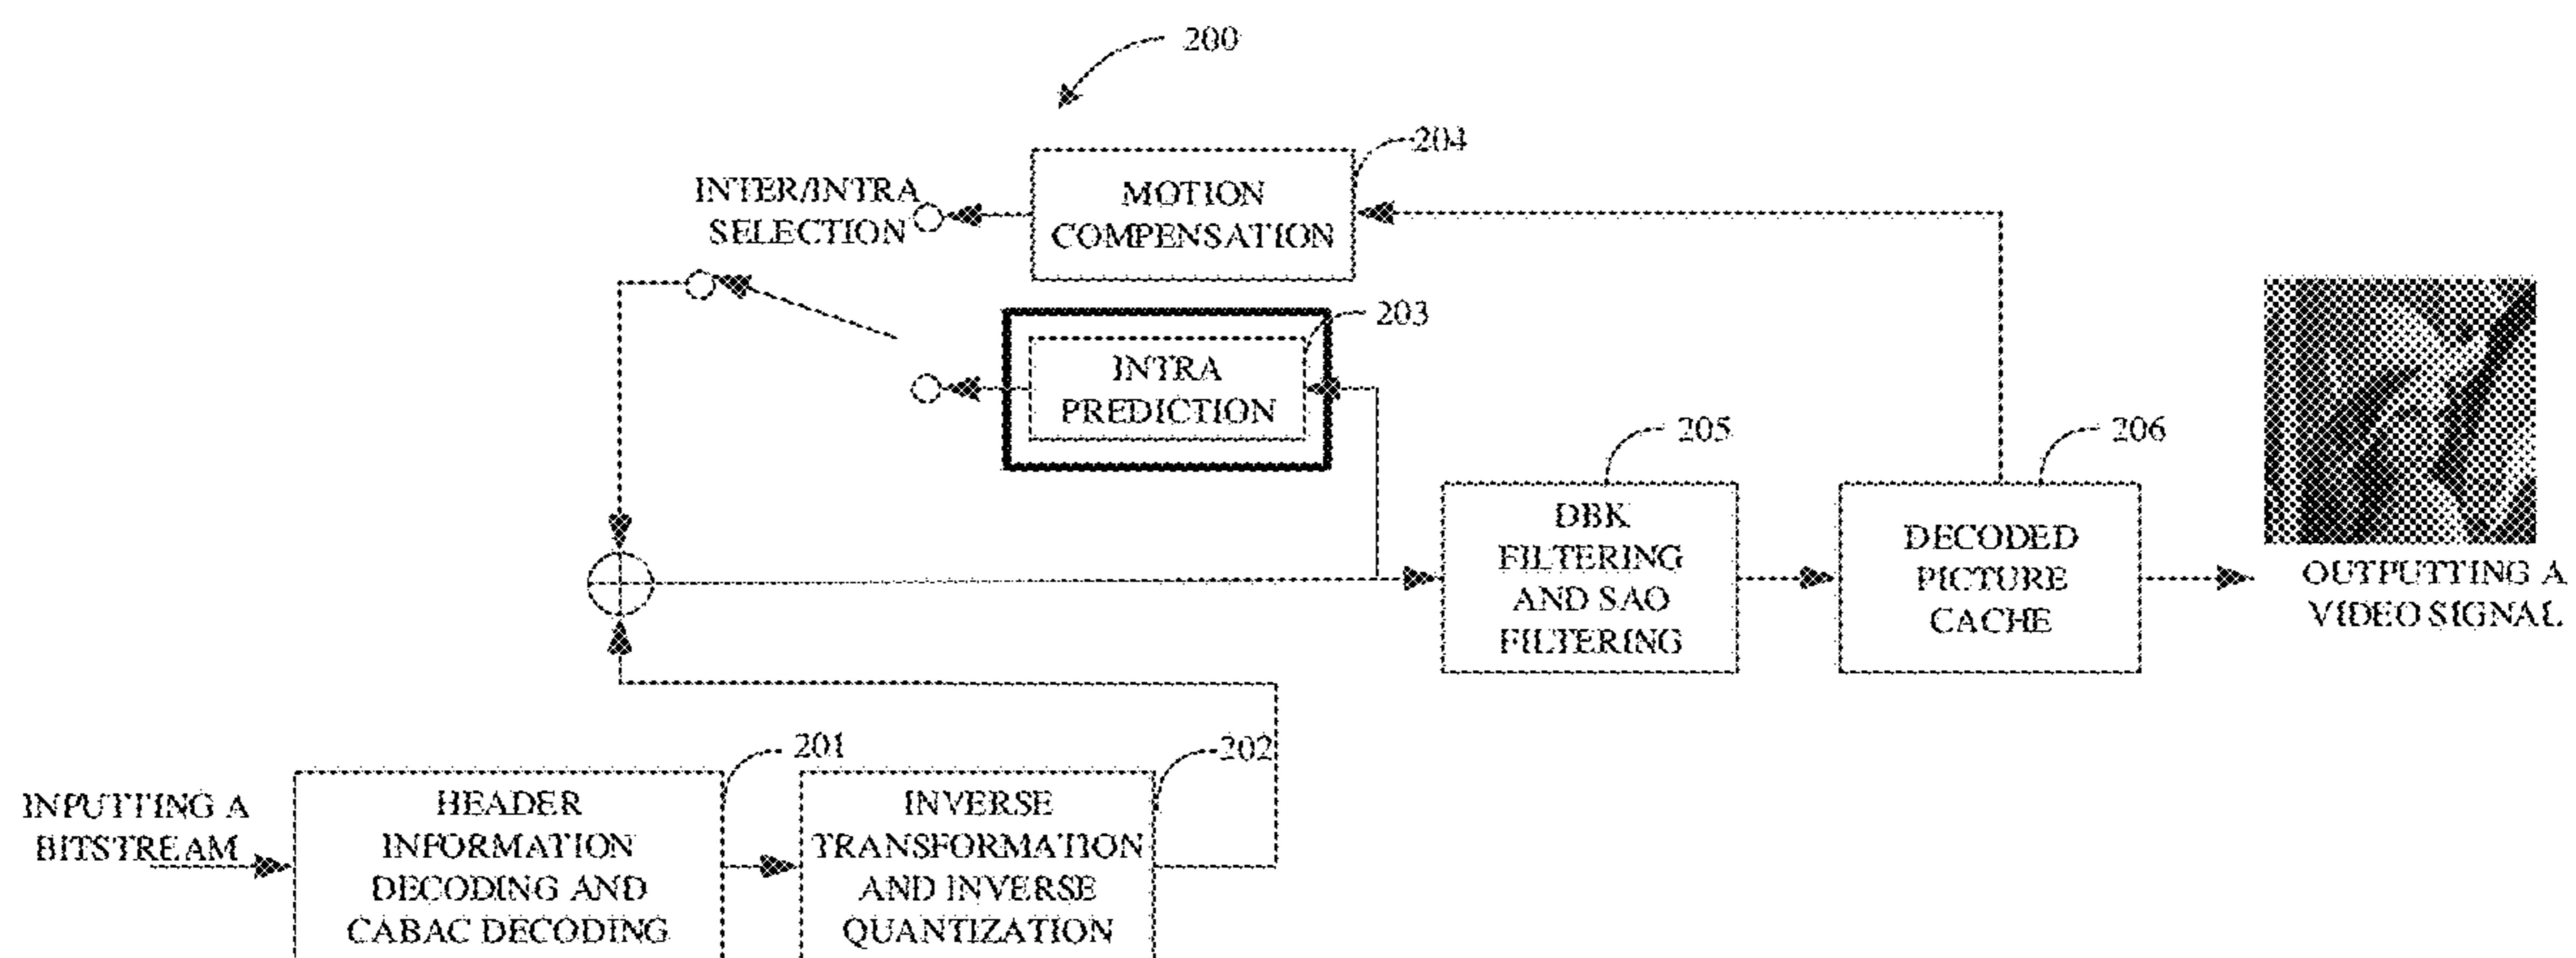 200
204
INTER/INTRA
SELECTION
MOTION
COMPENSATION
203
INTRA
PREDICTION
205
206
DBK
FILTERING
AND SAO
FILTERING
DECODED
PICTURE
CACHE
OUTPUTTING A
VIDEO SIGNAL
201
202
INPUTTING A
BITSTREAM
HEADER
INFORMATION
DECODING AND
CABAC DECODING
INVERSE
TRANSFORMATION
AND INVERSE
QUANTIZATION